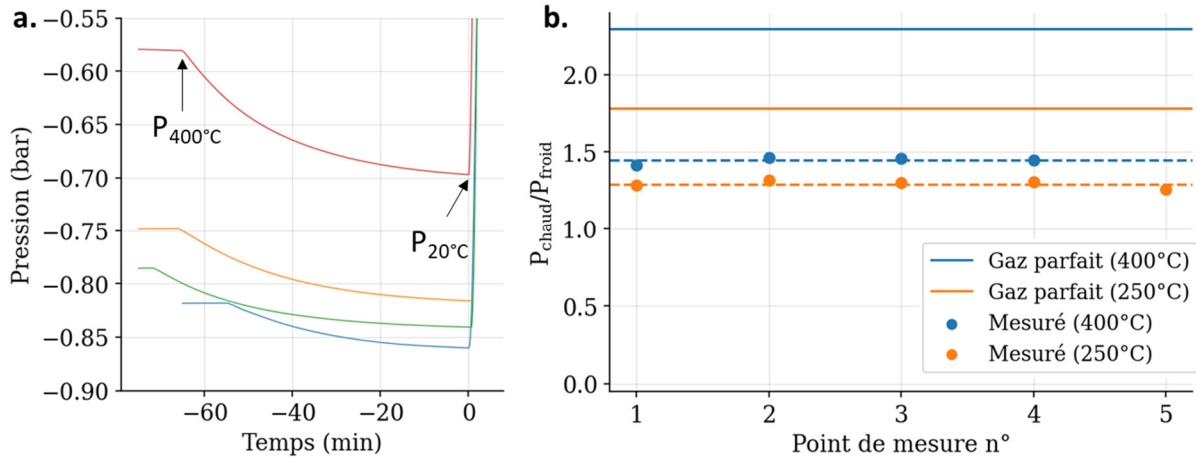 a.
−0.55
−0.60
−0.65
−0.70
−0.75
−0.80
−0.85
−0.90
Pression (bar)
P400°C
P20°C
−60
−40
−20
0
Temps (min)
b.
2.0
1.5
1.0
0.5
0.0
Pchaud/Pfroid
Gaz parfait (400°C)
Gaz parfait (250°C)
Mesuré (400°C)
Mesuré (250°C)
1
2
3
4
5
Point de mesure n°